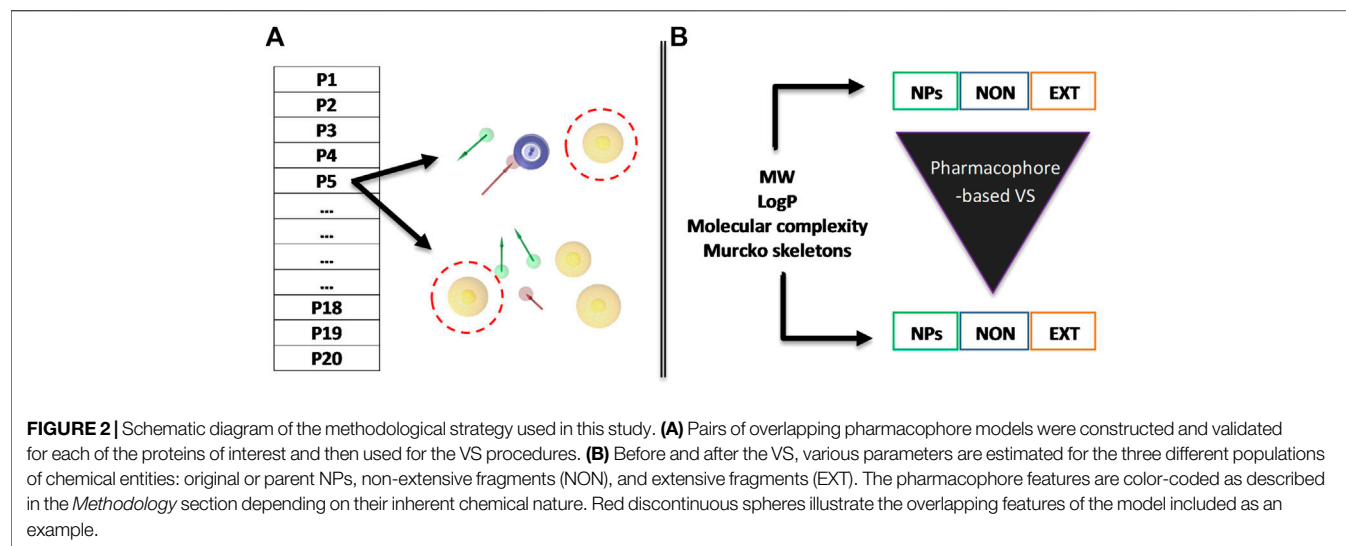 A
P1
P2
P3
P4
P5
...
...
...
...
P18
P19
P20
B
MW
LogP
Molecular complexity
Murcko skeletons
NPs NON EXT
Pharmacophore
-based VS
NPs NON EXT
FIGURE 2 | Schematic diagram of the methodological strategy used in this study. (A) Pairs of overlapping pharmacophore models were constructed and validated
for each of the proteins of interest and then used for the VS procedures. (B) Before and after the VS, various parameters are estimated for the three different populations
of chemical entities: original or parent NPs, non-extensive fragments (NON), and extensive fragments (EXT). The pharmacophore features are color-coded as described
in the Methodology section depending on their inherent chemical nature. Red discontinuous spheres illustrate the overlapping features of the model included as an
example.